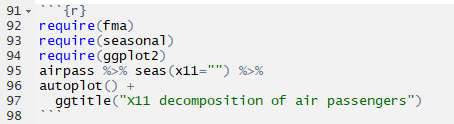 91 ```{r}
92 require(fma)
93 require(seasonal)
94 require(ggplot2)
95 airpass %>% seas(x11="") %>%
96 autoplot() +
97   ggtitle("X11 decomposition of air passengers")
98 ```